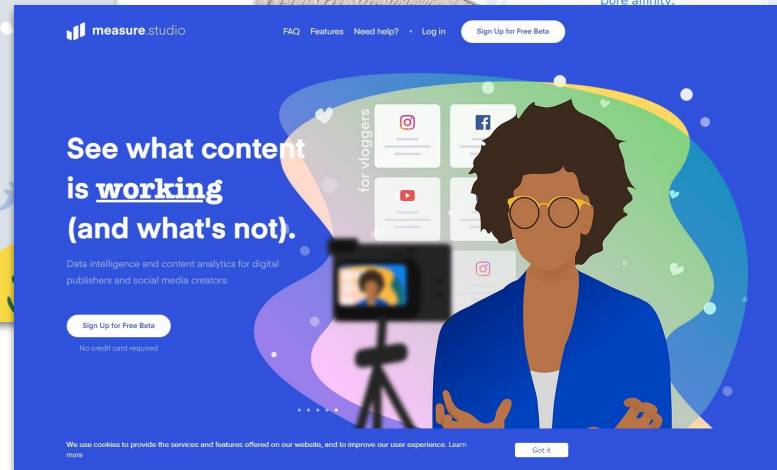 pure affinity.
measure.studio
FAQ Features Need help? • Log in Sign Up for Free Beta
for vloggers
See what content
is working
(and what's not).
Data intelligence and content analytics for digital
publishers and social media creators.
Sign Up for Free Beta
No credit card required
We use cookies to provide the services and features offered on our website, and to improve our user experience. Learn
more
Got it